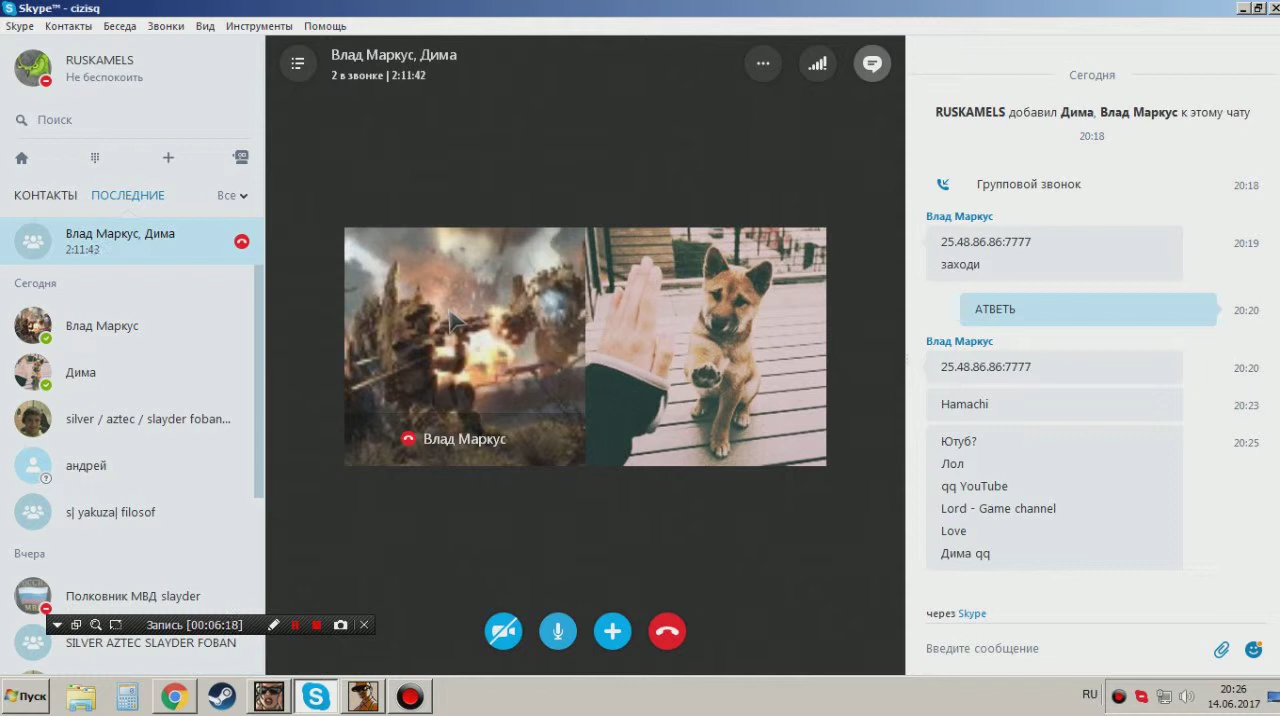 Skype™ - cizisq
Skype Контакты Беседа Звонки Вид Инструменты Помощь
RUSKAMELS
Не беспокоить
Поиск
КОНТАКТЫ ПОСЛЕДНИЕ Все
Влад Маркус, Дима
2:11:43
Сегодня
Влад Маркус
Дима
silver / aztec / slayder foban...
андрей
s| yakuza| filosof
Вчера
Полковник МВД slayder
Запись [00:06:18]
SILVER AZTEC SLAYDER FOBAN
Влад Маркус, Дима
2 в звонке | 2:11:42
Влад Маркус
Сегодня
RUSKAMELS добавил Дима, Влад Маркус к этому чату
20:18
Групповой звонок 20:18
Влад Маркус
25.48.86.86:7777 20:19
заходи
АТВЕТЬ 20:20
Влад Маркус
25.48.86.86:7777 20:20
Hamachi 20:23
Ютуб? 20:25
Лол
qq YouTube
Lord - Game channel
Love
Дима qq
через Skype
Введите сообщение
Пуск
RU
20:26
14.06.2017